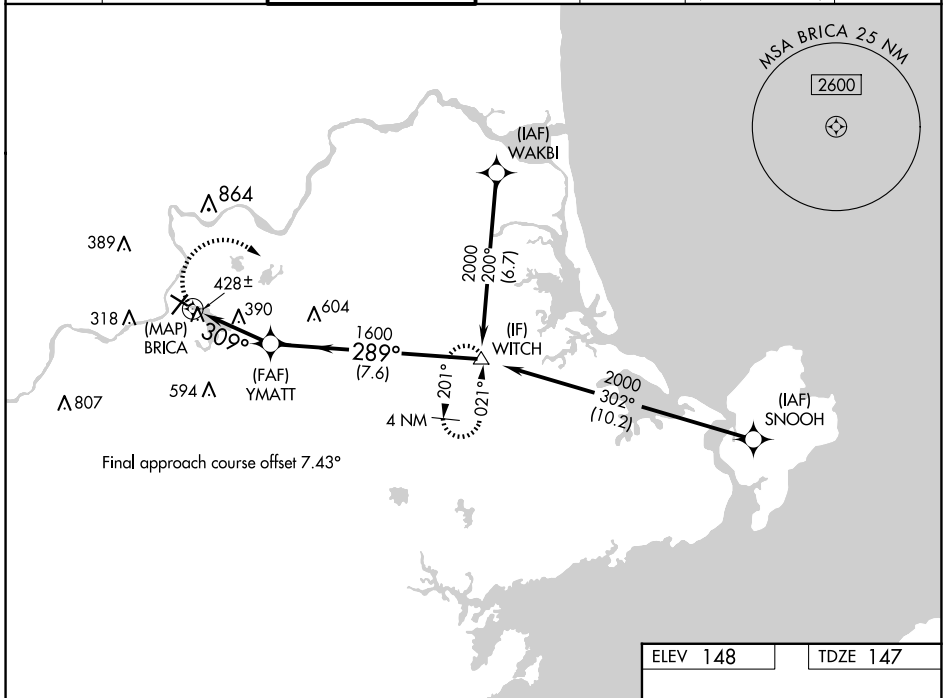 MSA BRICA 25 NM
2600
(IAF)
WAKBI
864
389
2000
200°
(6.7)
428±
318
390
604
(MAP)
BRICA
309°
1600
289°
(7.6)
(IF)
WITCH
(FAF)
YMATT
594
807
201°
021°
4 NM
2000
302°
(10.2)
(IAF)
SNOOH
Final approach course offset 7.43°
ELEV 148
TDZE 147